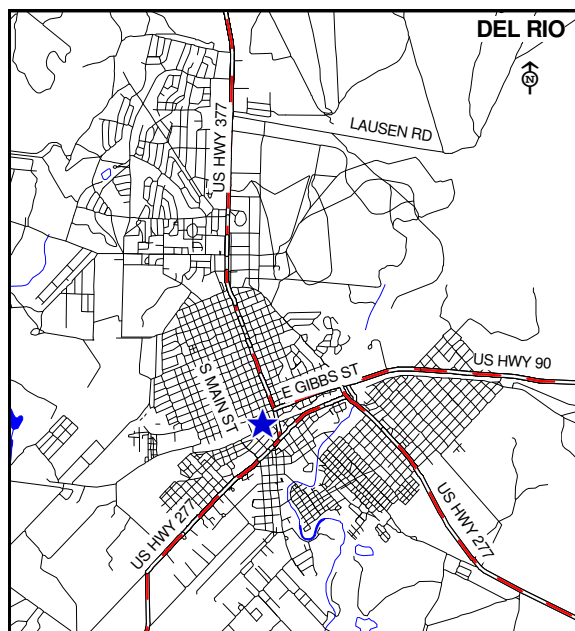 DEL RIO
N
LAUSEN RD
US HWY 377
US HWY 90
E GIBBS ST
S MAIN ST
US HWY 277
US HWY 277